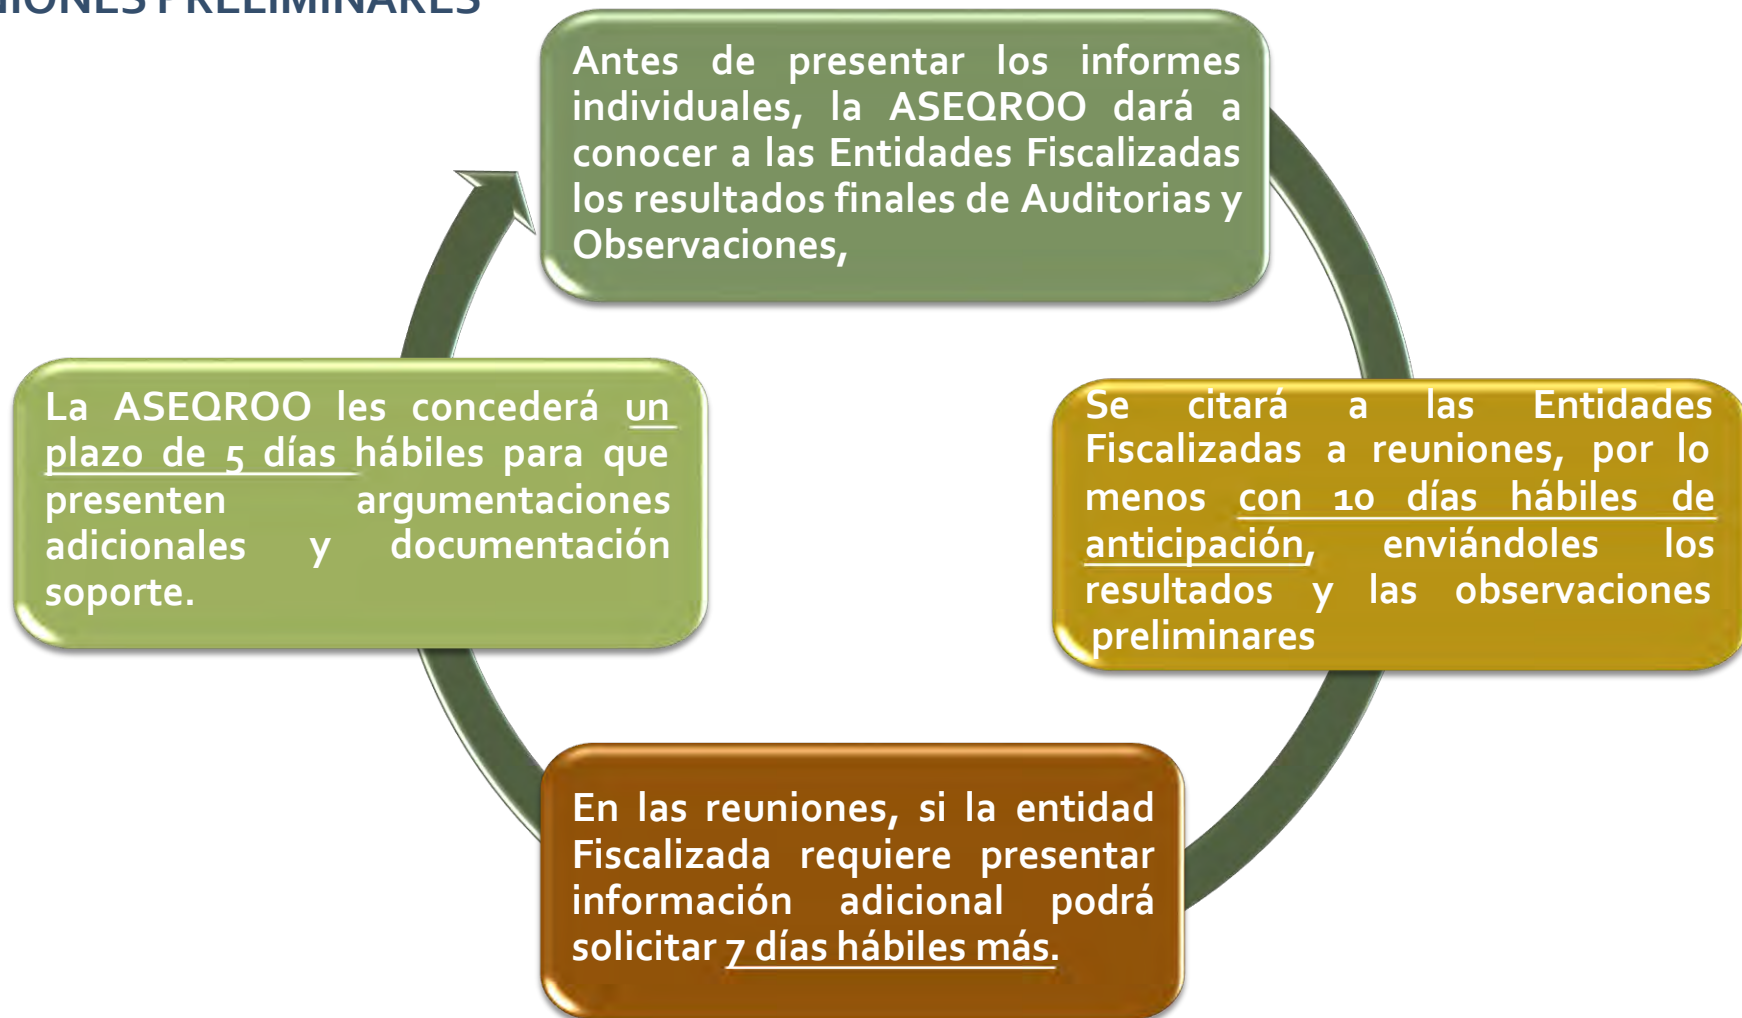 PRELIMINARES
Antes de presentar los informes
individuales, la ASEQROO dará a
conocer a las Entidades Fiscalizadas
los resultados finales de Auditorias y
Observaciones,
Se citará a las Entidades
Fiscalizadas a reuniones, por lo
menos con 10 días hábiles de
anticipación, enviándoles los
resultados y las observaciones
preliminares
En las reuniones, si la entidad
Fiscalizada requiere presentar
información adicional podrá
solicitar 7 días hábiles más.
La ASEQROO les concederá un
plazo de 5 días hábiles para que
presenten argumentaciones
adicionales y documentación
soporte.